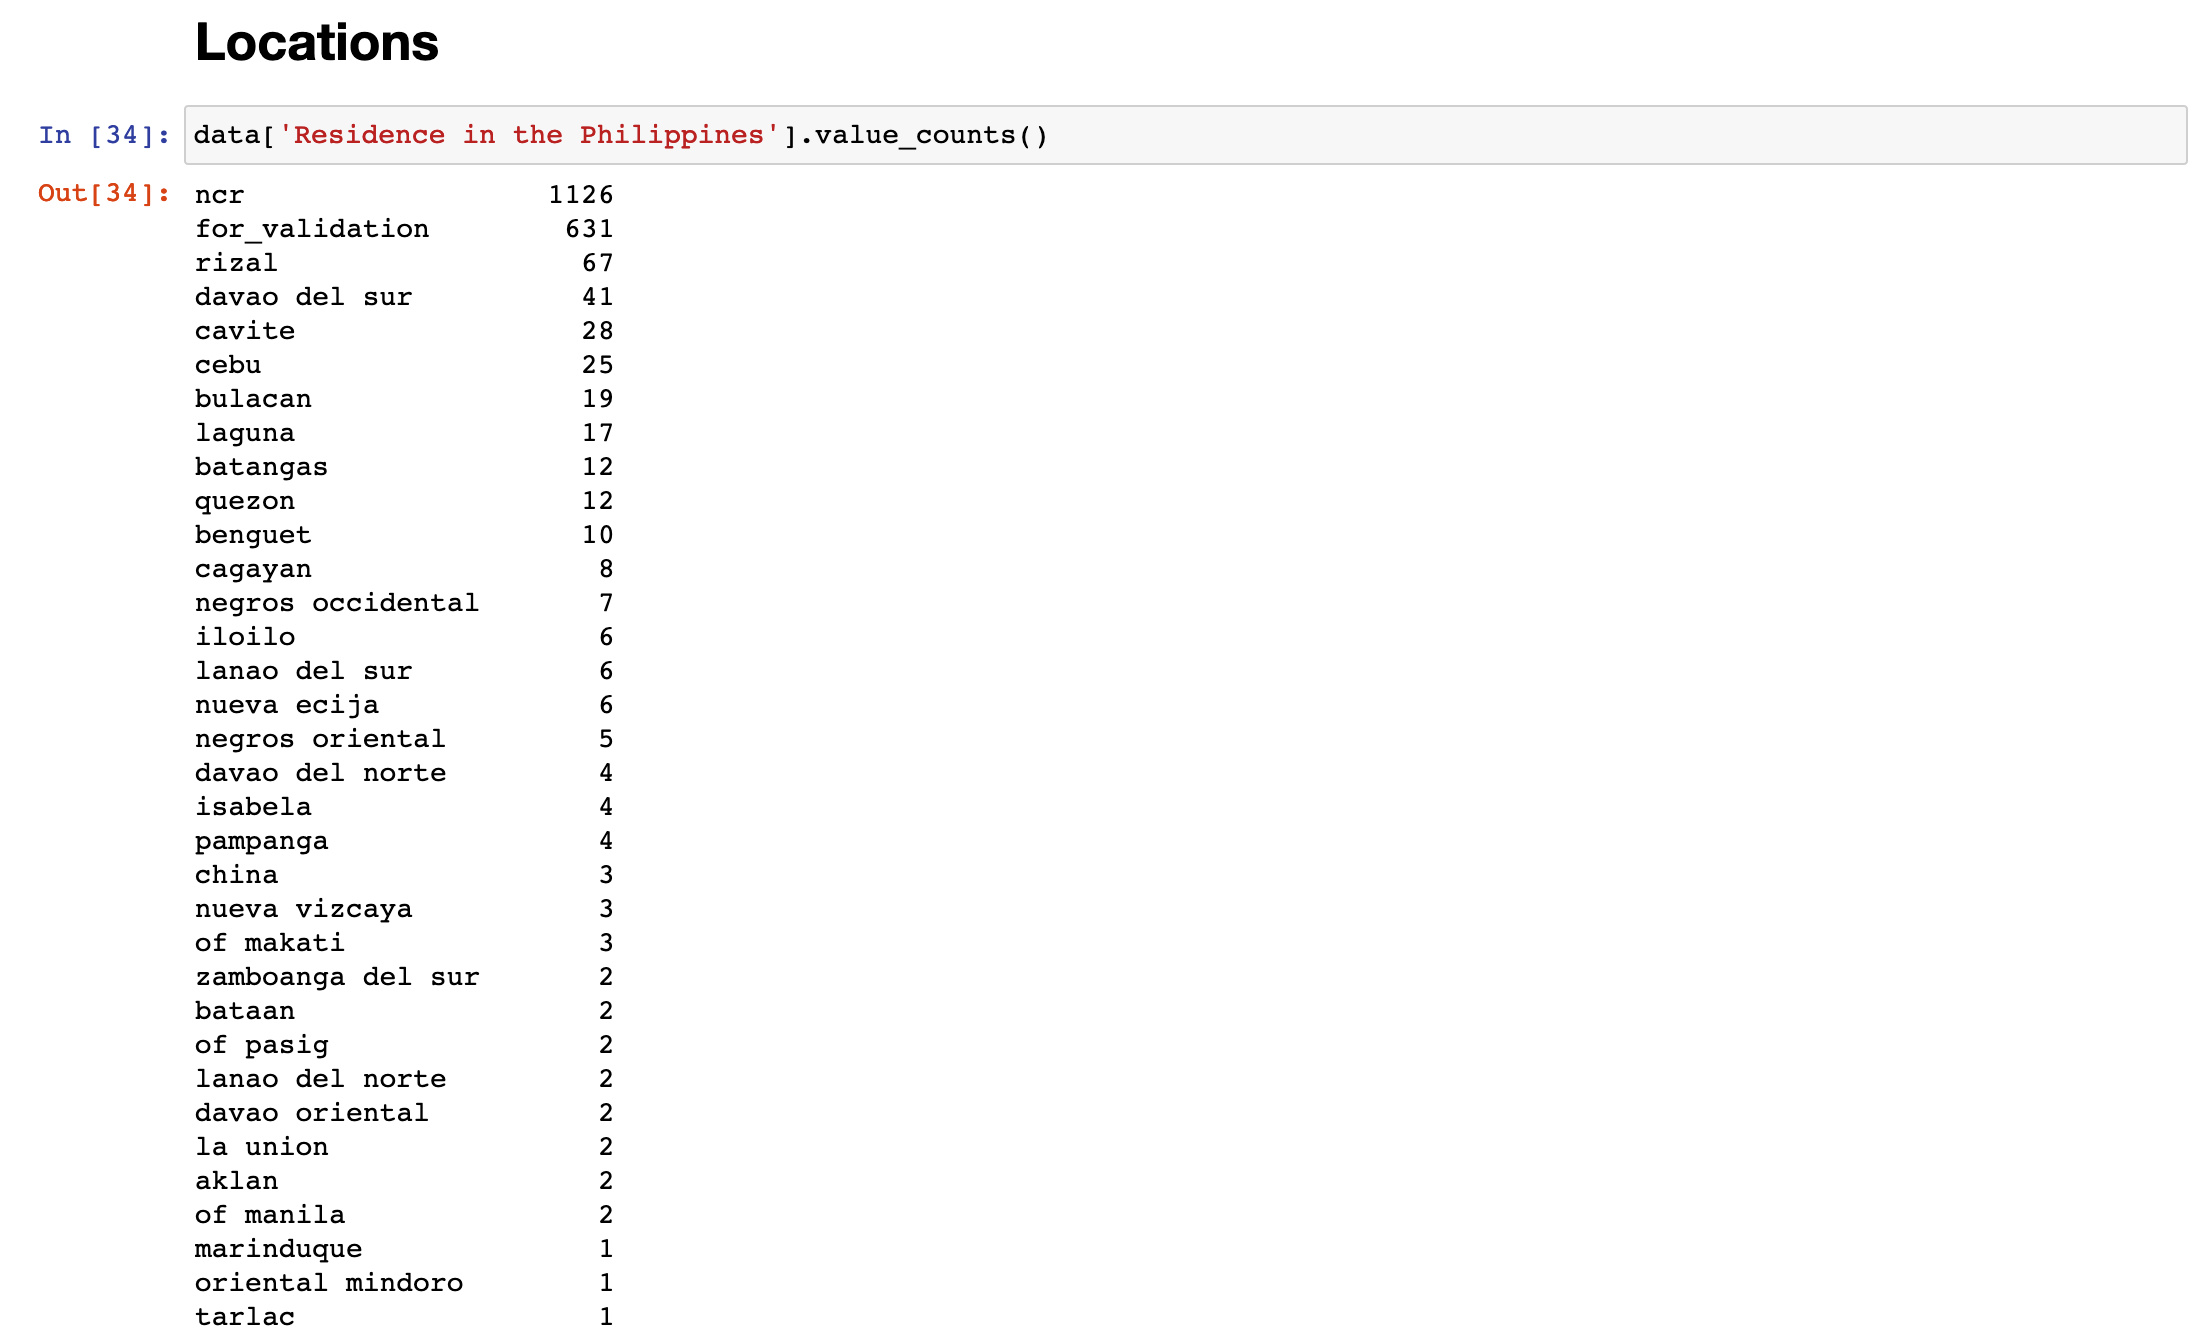 Locations
In [34]: data['Residence in the Philippines'].value_counts()
Out[34]: ncr 1126
for_validation 631
rizal 67
davao del sur 41
cavite 28
cebu 25
bulacan 19
laguna 17
batangas 12
quezon 12
benguet 10
cagayan 8
negros occidental 7
iloilo 6
lanao del sur 6
nueva ecija 6
negros oriental 5
davao del norte 4
isabela 4
pampanga 4
china 3
nueva vizcaya 3
of makati 3
zamboanga del sur 2
bataan 2
of pasig 2
lanao del norte 2
davao oriental 2
la union 2
aklan 2
of manila 2
marinduque 1
oriental mindoro 1
tarlac 1